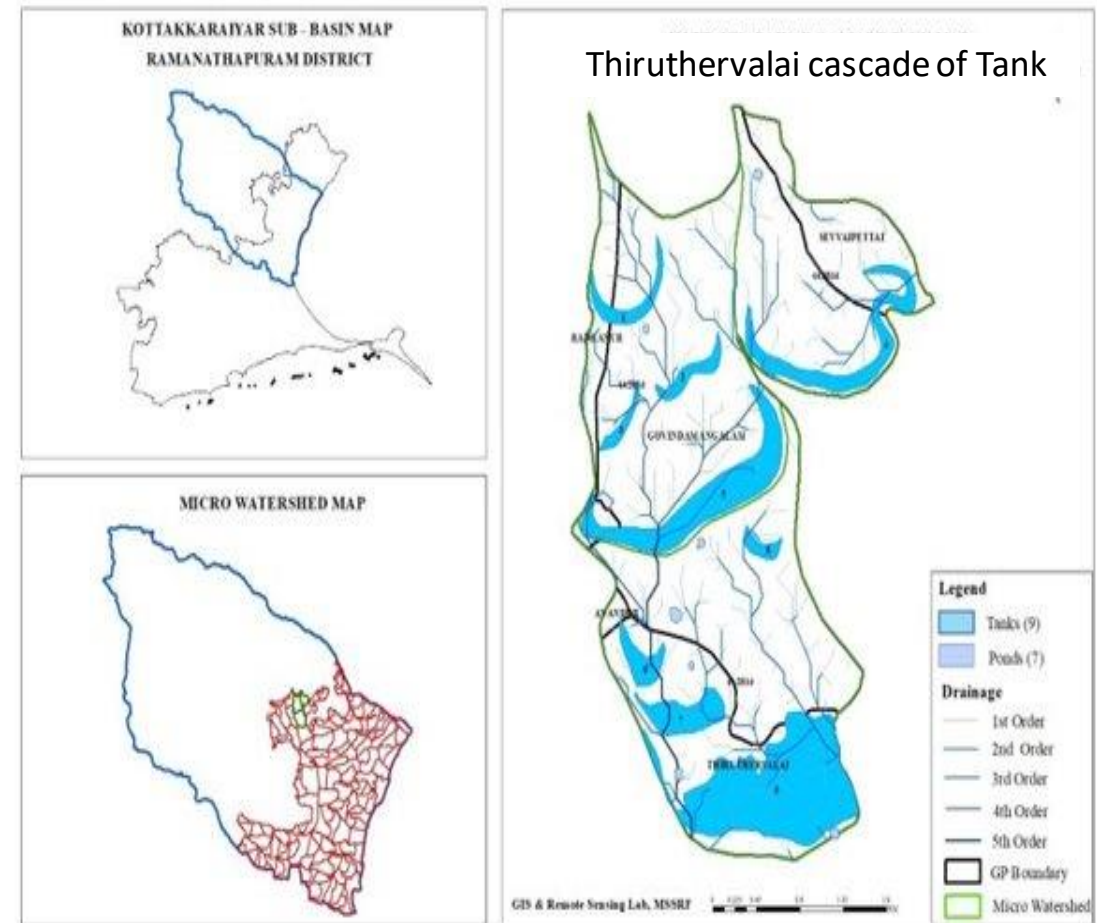 KOTTAKKARAIYAR SUB - BASIN MAP
RAMANATHAPURAM DISTRICT
MICRO WATERSHED MAP
Thiruthervalai cascade of Tank
SEVVAIPETTAI
GOVINDAMANGALAM
ANANDUR
THIRUTHERVALAI
Legend
Tanks (9)
Ponds (7)
Drainage
1st Order
2nd Order
3rd Order
4th Order
5th Order
GP Boundary
Micro Watershed
GIS & Remote Sensing Lab, MSSRF